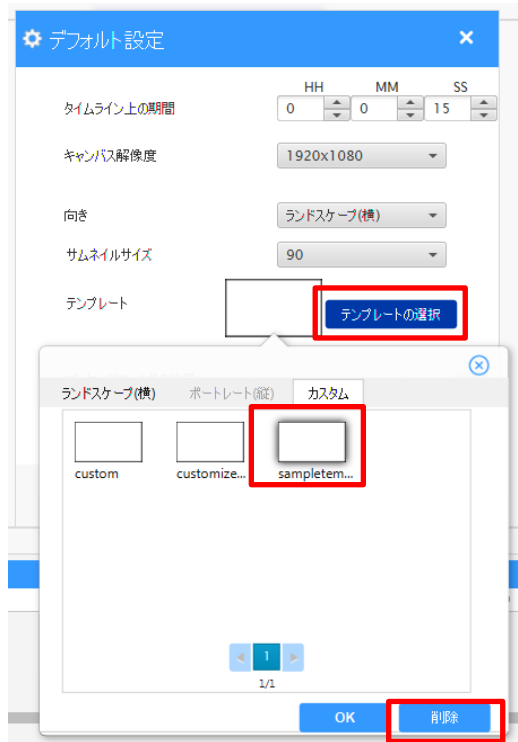 デフォルト設定
HH MM SS
タイムライン上の期間 0 0 15
キャンバス解像度 1920x1080
向き ランドスケープ(横)
サムネイルサイズ 90
テンプレート テンプレートの選択
ランドスケープ(横) ポートレート(縦) カスタム
custom customize... sampletem...
1
1/1
OK 削除